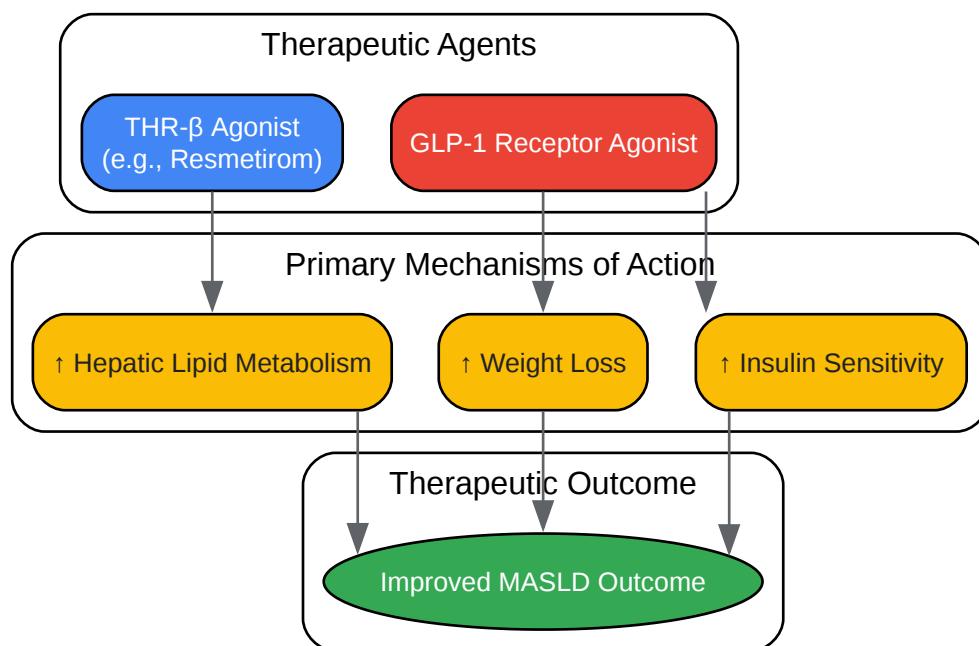 Therapeutic Agents
THR-β Agonist
(e.g., Resmetirom)
GLP-1 Receptor Agonist
Primary Mechanisms of Action
↑ Hepatic Lipid Metabolism
↑ Weight Loss
↑ Insulin Sensitivity
Therapeutic Outcome
Improved MASLD Outcome